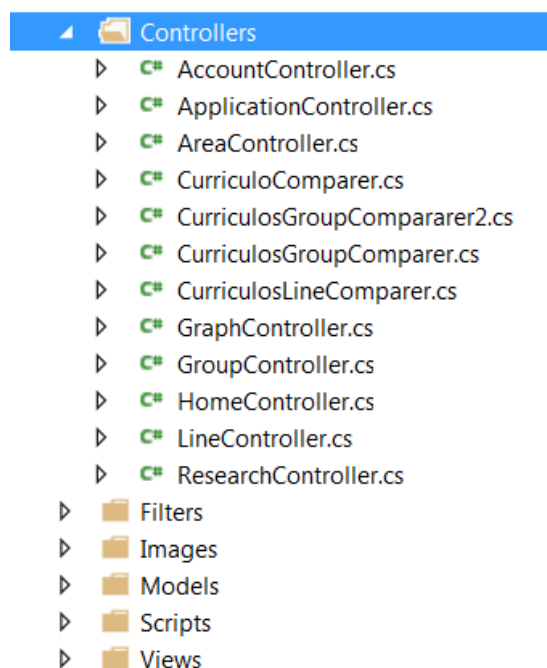 Controllers
C# AccountController.cs
C# ApplicationController.cs
C# AreaController.cs
C# CurriculoComparer.cs
C# CurriculosGroupCompararer2.cs
C# CurriculosGroupComparer.cs
C# CurriculosLineComparer.cs
C# GraphController.cs
C# GroupController.cs
C# HomeController.cs
C# LineController.cs
C# ResearchController.cs
Filters
Images
Models
Scripts
Views